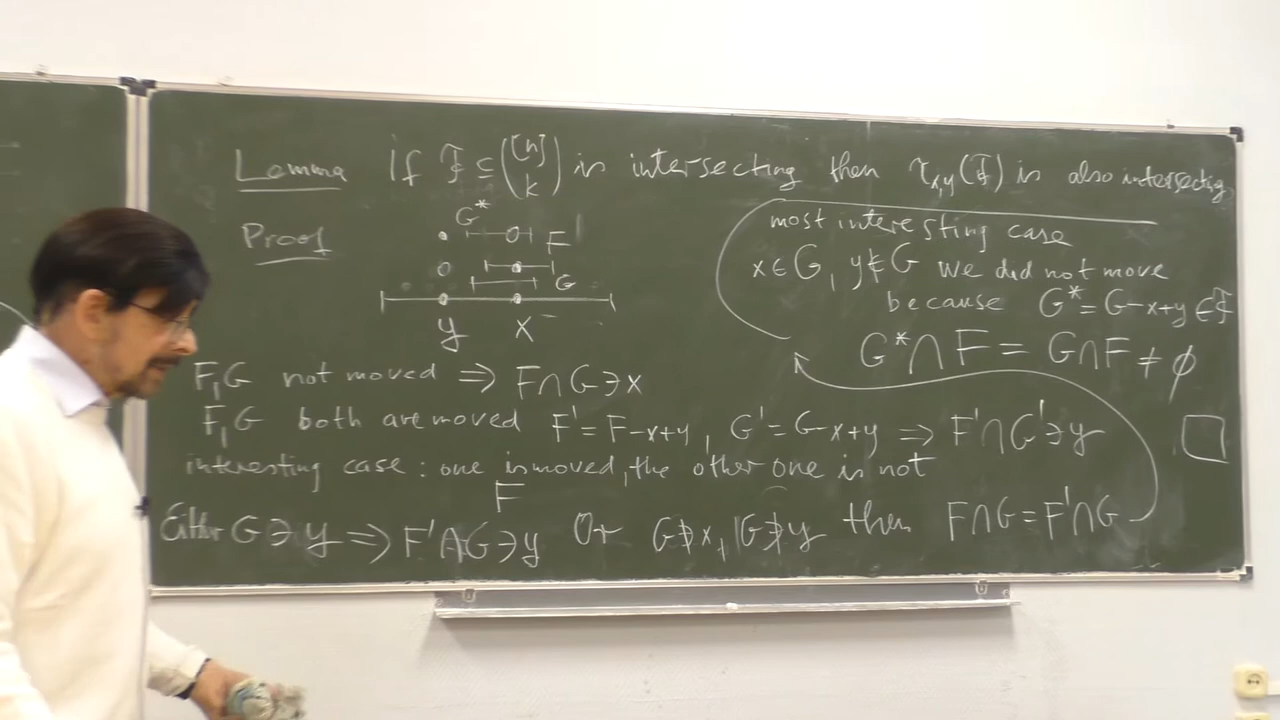 Lemma If ℱ ⊆ ([n] k) is intersecting then τ_{x,y}(ℱ) is also intersecting
Proof
G* F
G
y x
F, G not moved ⇒ F∩G∋x
F, G both are moved F' = F-x+y, G' = G-x+y ⇒ F'∩G'∋y □
interesting case: one is moved, the other one is not
F
Either G∋y ⇒ F'∩G∋y Or G∌x, G∌y then F∩G = F'∩G
most interesting case
x∈G, y∉G we did not move
because G* = G-x+y ∈ ℱ
G*∩F = G∩F ≠ ∅